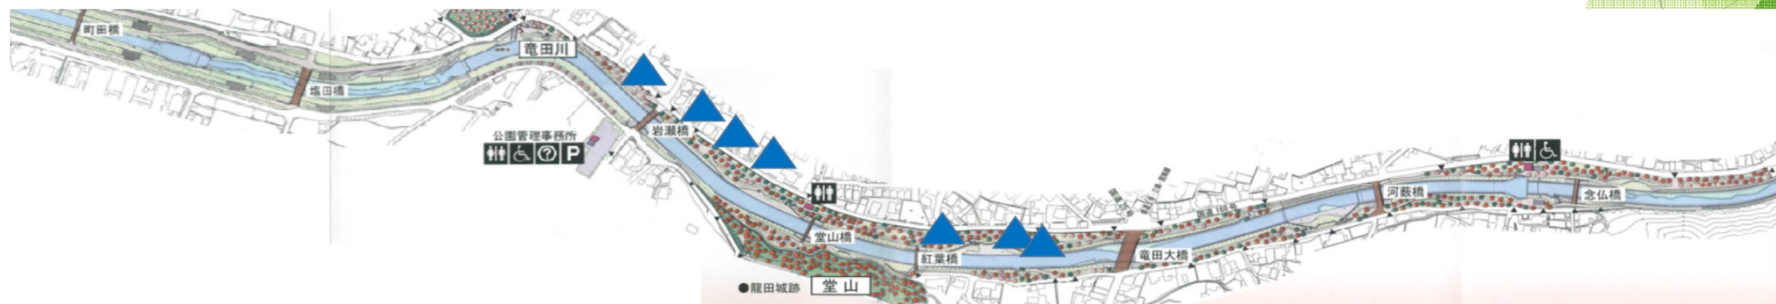 町田橋
塩田橋
竜田川
岩瀬橋
公園管理事務所
P
堂山橋
●龍田城跡
堂山
紅葉橋
竜田大橋
河薮橋
念仏橋